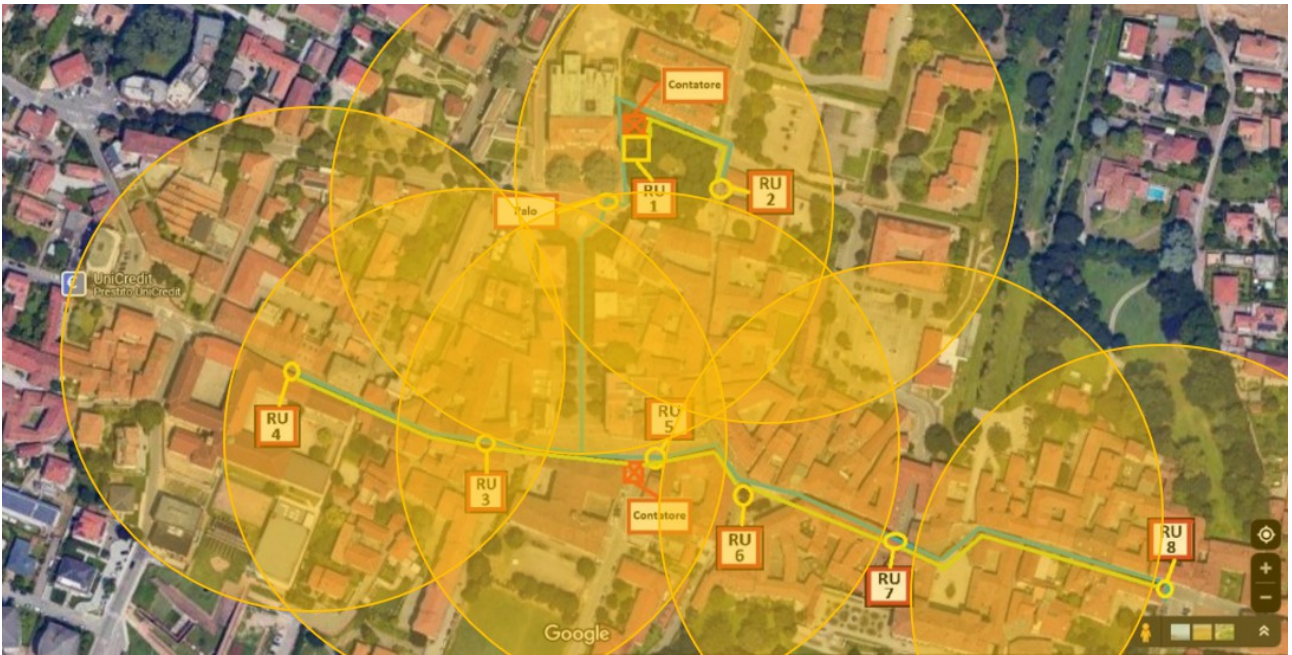 Contatore
RU
1
RU
2
Palo
UniCredit
Prestito UniCredit
RU
4
RU
5
RU
3
Contatore
RU
6
RU
8
RU
7
Google